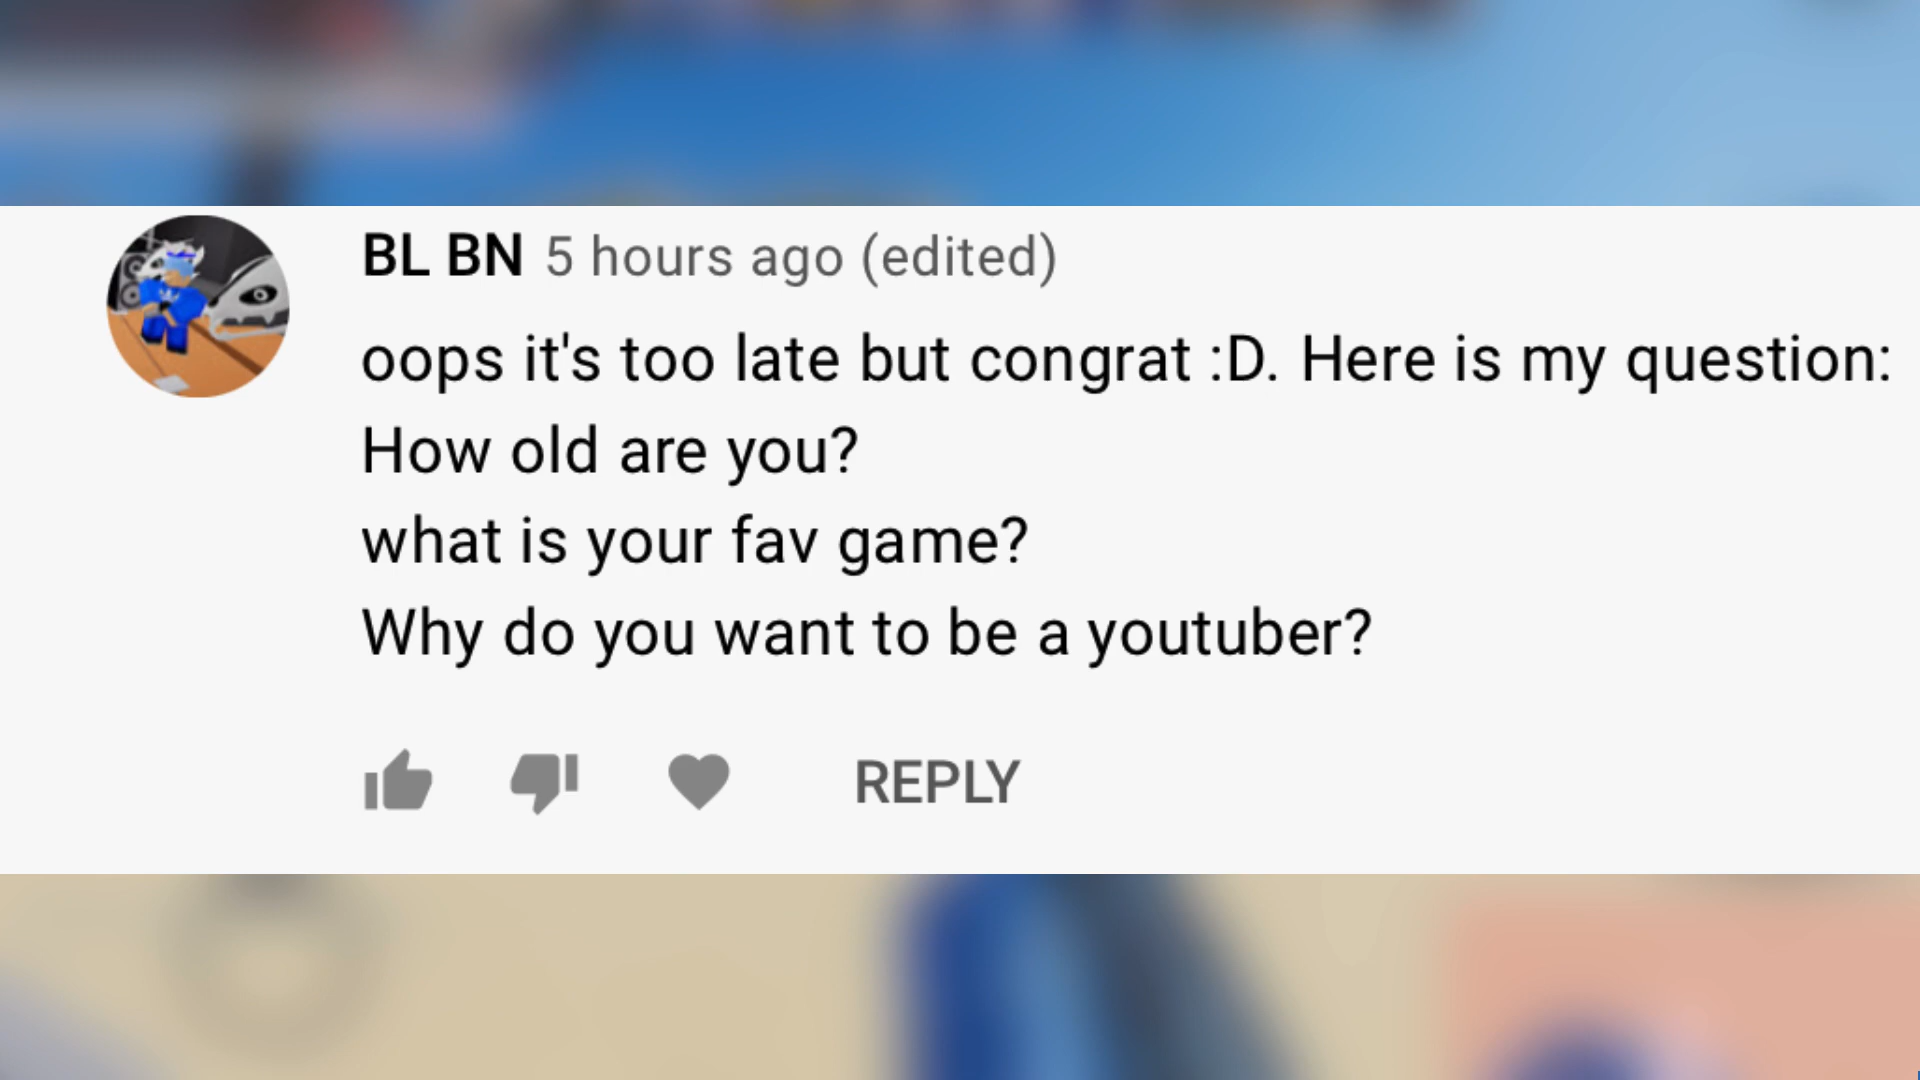 BL BN 5 hours ago (edited)
oops it's too late but congrat :D. Here is my question:
How old are you?
what is your fav game?
Why do you want to be a youtuber?
REPLY